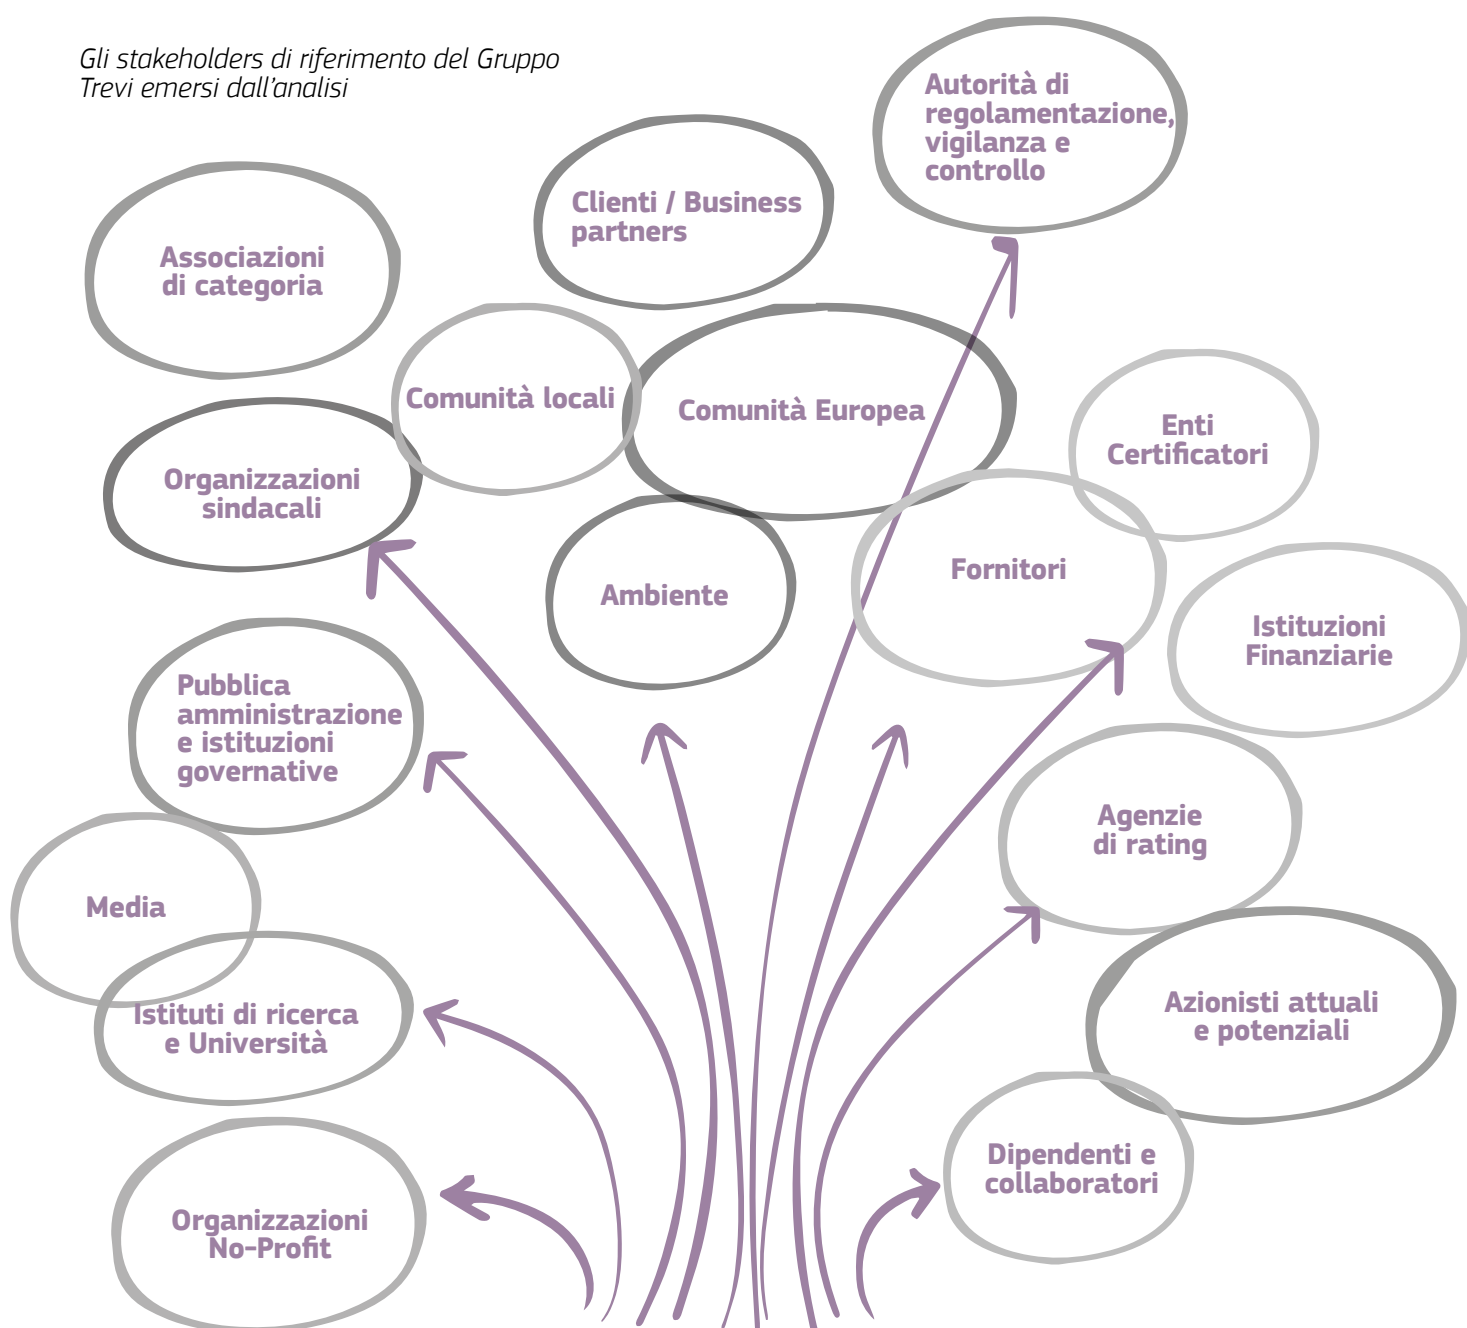 Gli stakeholders di riferimento del Gruppo
Trevi emersi dall'analisi
Autorità di
regolamentazione,
vigilanza e
controllo
Clienti / Business
partners
Associazioni
di categoria
Comunità locali
Comunità Europea
Enti
Certificatori
Organizzazioni
sindacali
Ambiente
Fornitori
Istituzioni
Finanziarie
Pubblica
amministrazione
e istituzioni
governative
Agenzie
di rating
Media
Istituti di ricerca
e Università
Azionisti attuali
e potenziali
Dipendenti e
collaboratori
Organizzazioni
No-Profit